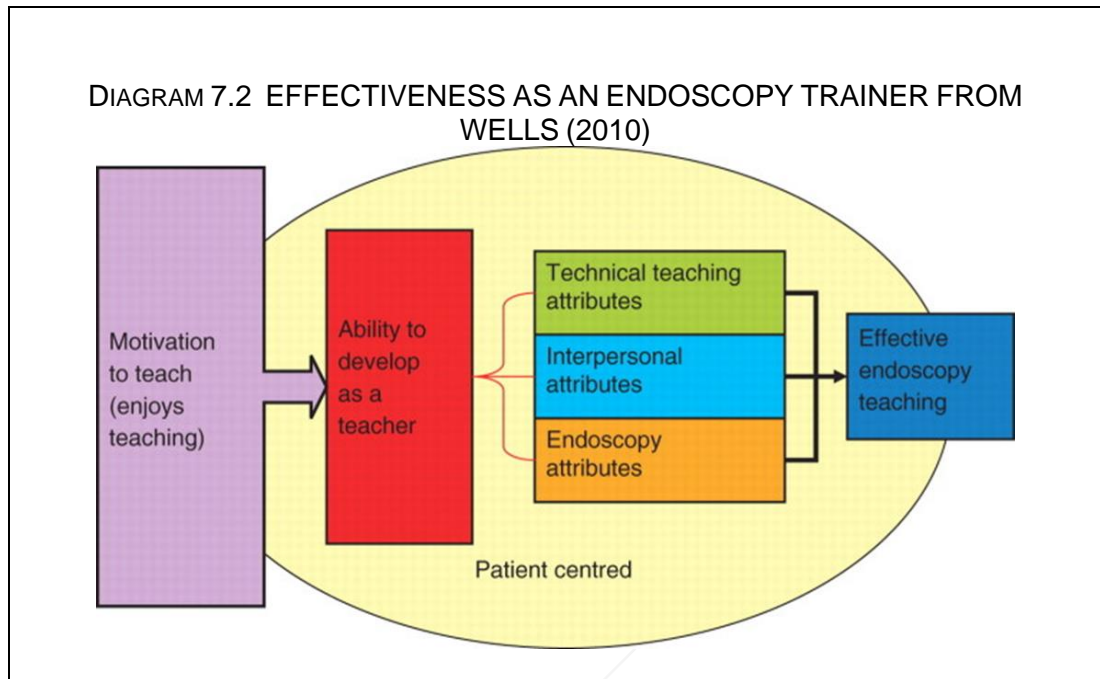 DIAGRAM 7.2 EFFECTIVENESS AS AN ENDOSCOPY TRAINER FROM
WELLS (2010)
Motivation
to teach
(enjoys
teaching)
Ability to
develop
as a
teacher
Technical teaching
attributes
Interpersonal
attributes
Endoscopy
attributes
Effective
endoscopy
teaching
Patient centred